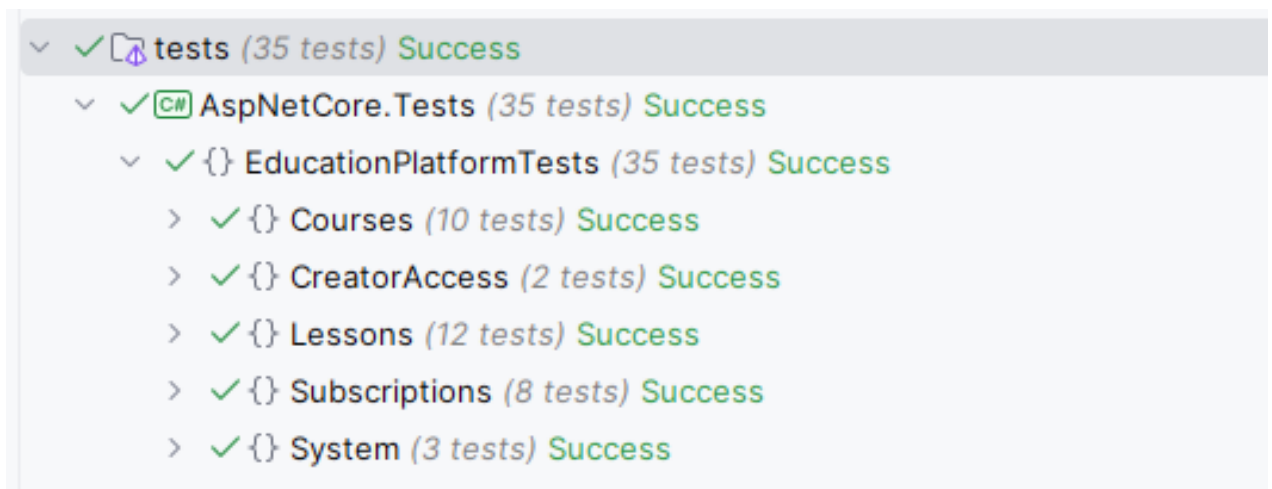 tests (35 tests) Success
C# AspNetCore.Tests (35 tests) Success
{} EducationPlatformTests (35 tests) Success
{} Courses (10 tests) Success
{} CreatorAccess (2 tests) Success
{} Lessons (12 tests) Success
{} Subscriptions (8 tests) Success
{} System (3 tests) Success